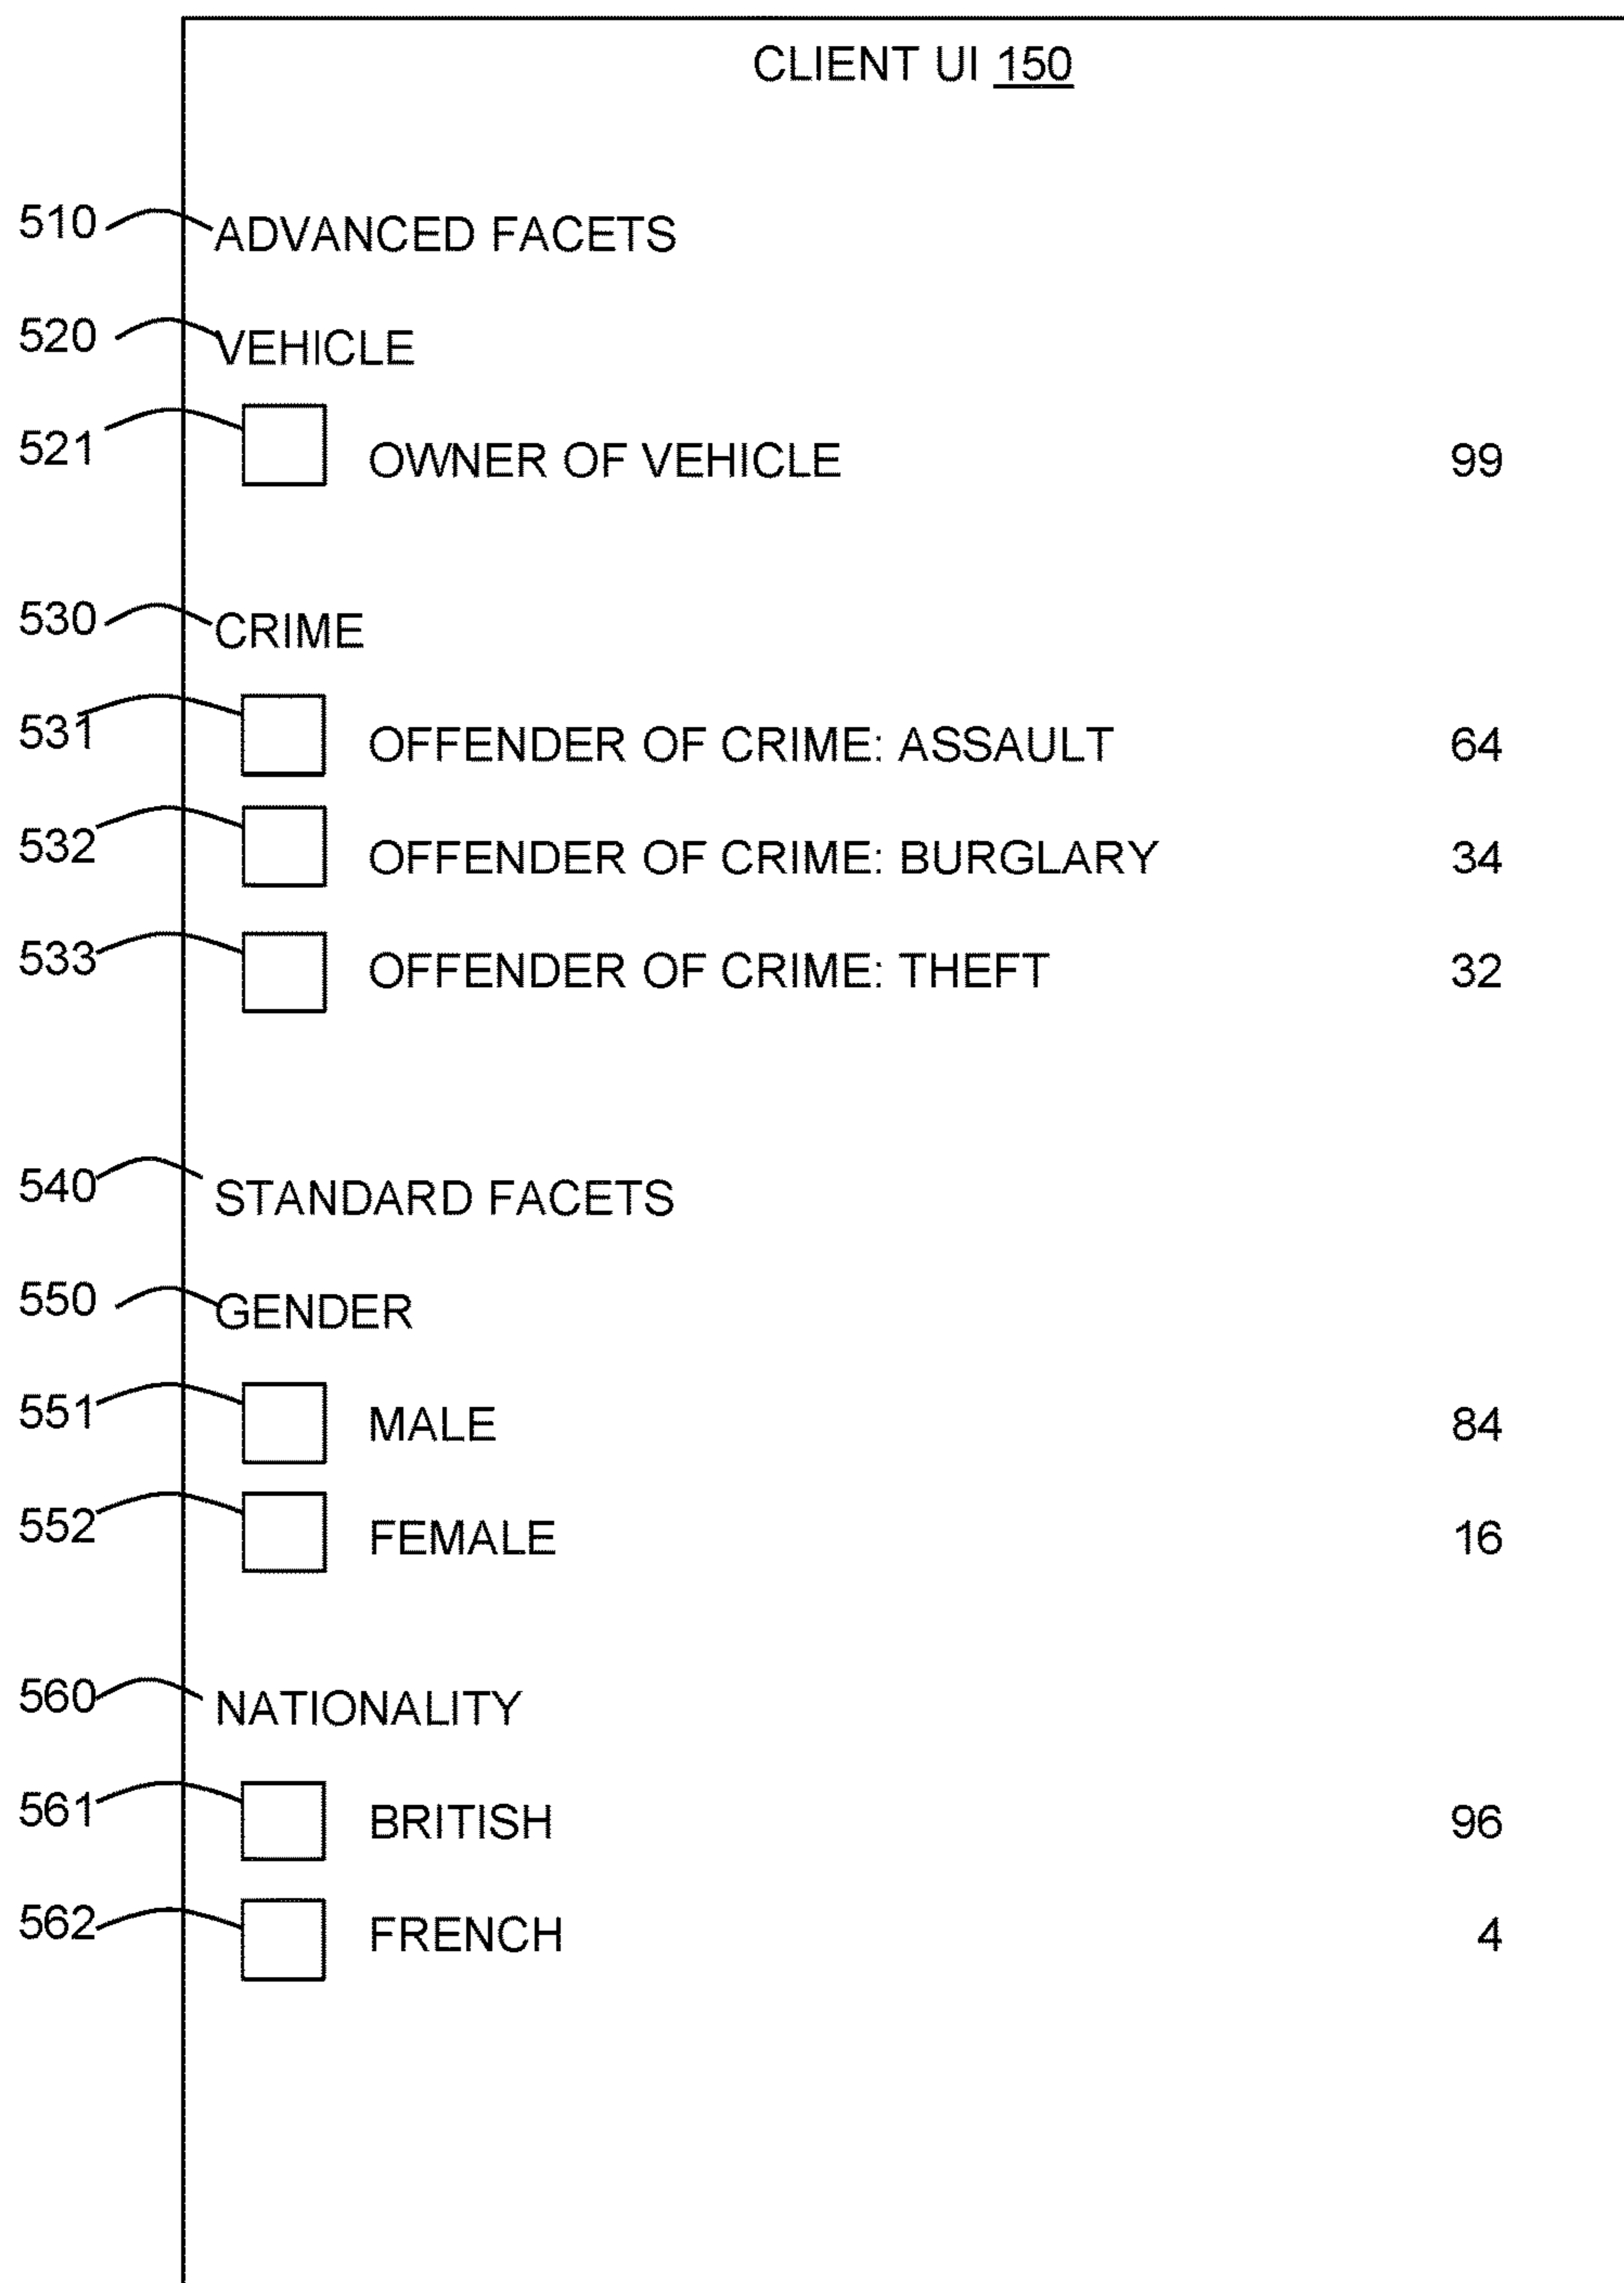 CLIENT UI 150
510 ADVANCED FACETS
520 VEHICLE
521 OWNER OF VEHICLE 99
530 CRIME
531 OFFENDER OF CRIME: ASSAULT 64
532 OFFENDER OF CRIME: BURGLARY 34
533 OFFENDER OF CRIME: THEFT 32
540 STANDARD FACETS
550 GENDER
551 MALE 84
552 FEMALE 16
560 NATIONALITY
561 BRITISH 96
562 FRENCH 4